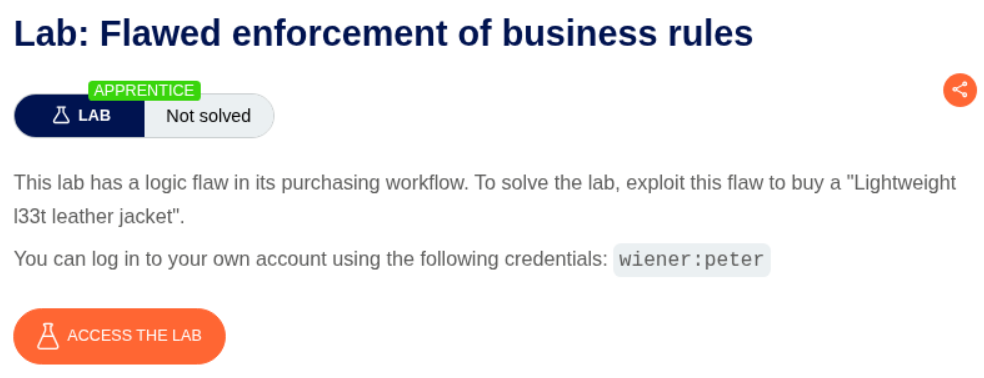 Lab: Flawed enforcement of business rules
APPRENTICE
LAB Not solved
This lab has a logic flaw in its purchasing workflow. To solve the lab, exploit this flaw to buy a "Lightweight
l33t leather jacket".
You can log in to your own account using the following credentials: wiener:peter
ACCESS THE LAB